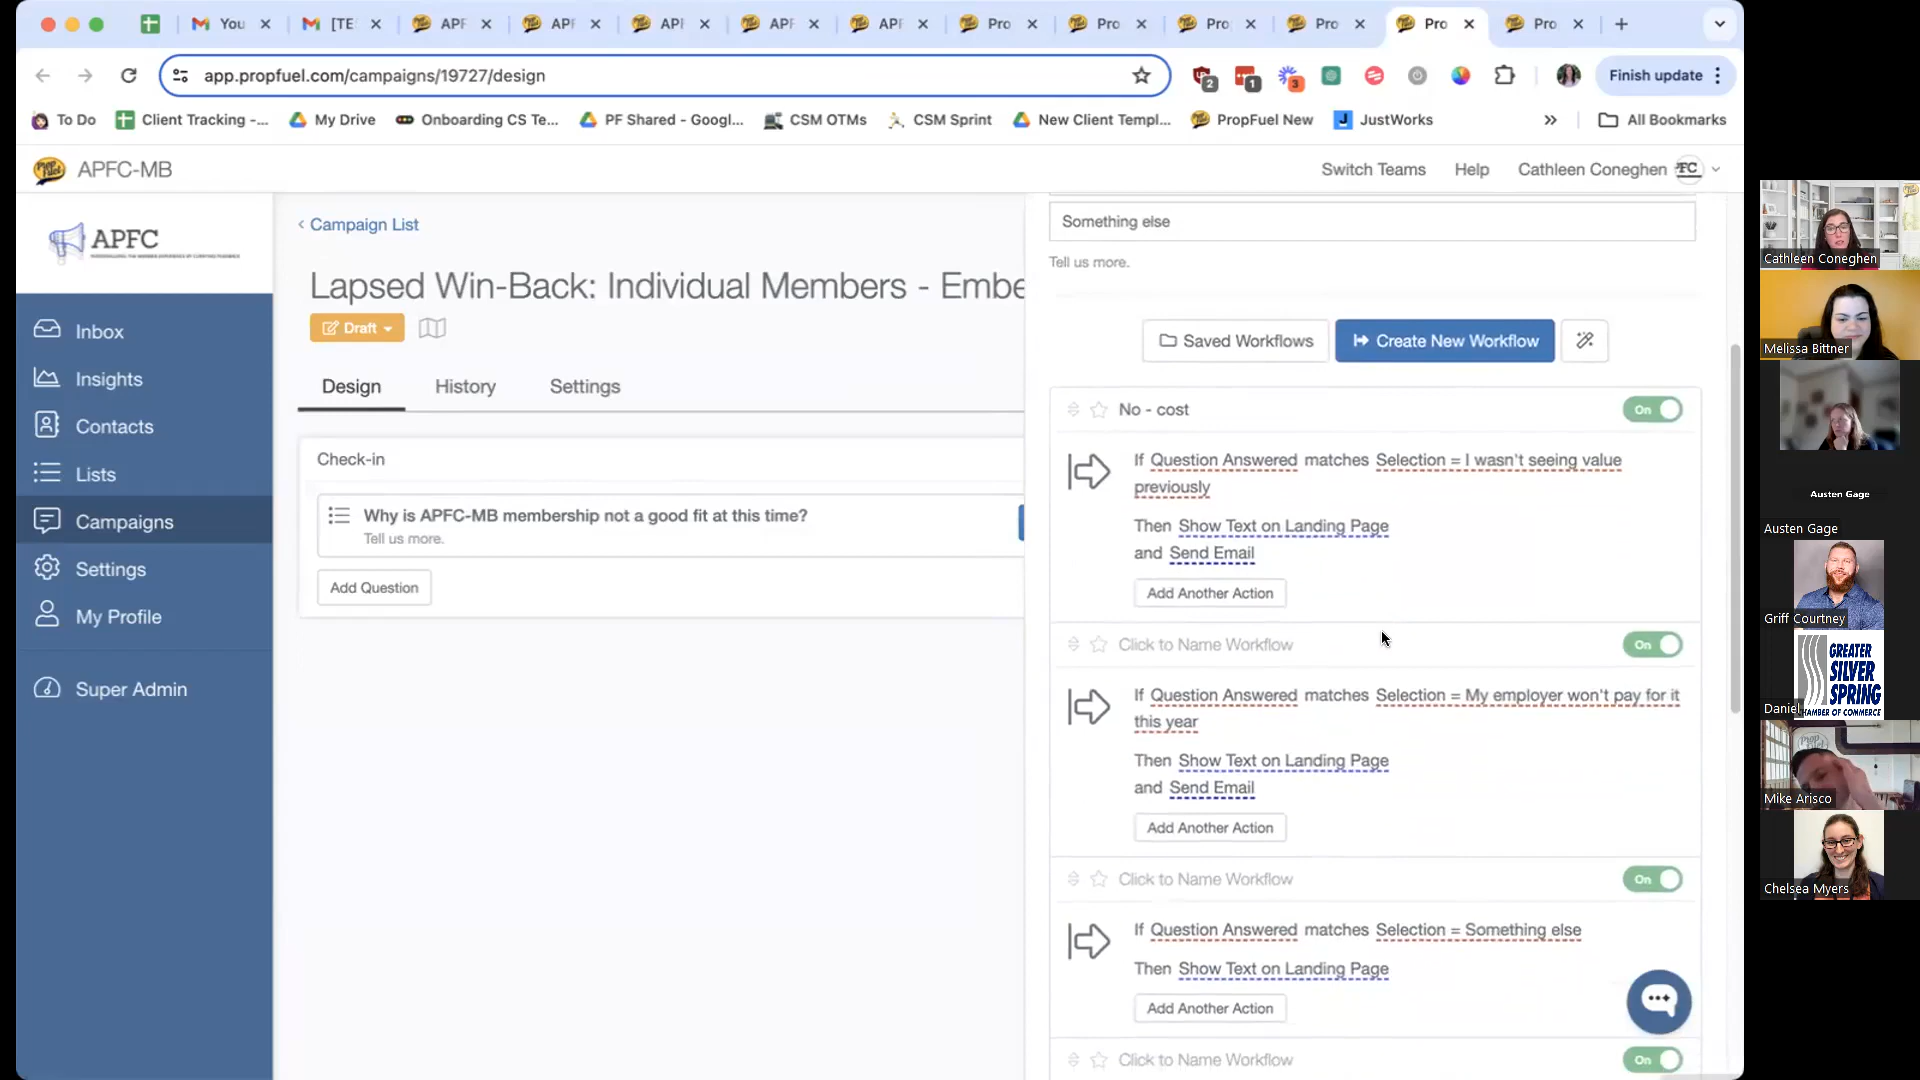 You
[TE
APF
APF
APF
APF
APF
Pro
Pro
Pro
Pro
Pro
Pro
app.propfuel.com/campaigns/19727/design
2
1
3
Finish update
To Do
Client Tracking -...
My Drive
Onboarding CS Te...
PF Shared - Googl...
CSM OTMs
CSM Sprint
New Client Templ...
PropFuel New
JustWorks
All Bookmarks
APFC-MB
Switch Teams
Help
Cathleen Coneghen
FC
APFC
Inbox
Insights
Contacts
Lists
Campaigns
Settings
My Profile
Super Admin
Campaign List
Lapsed Win-Back: Individual Members - Embe
Draft
Design
History
Settings
Check-in
Why is APFC-MB membership not a good fit at this time?
Tell us more.
Add Question
Something else
Tell us more.
Saved Workflows
Create New Workflow
No - cost
On
If Question Answered matches Selection = I wasn't seeing value
previously
Then Show Text on Landing Page
and Send Email
Add Another Action
Click to Name Workflow
On
If Question Answered matches Selection = My employer won't pay for it
this year
Then Show Text on Landing Page
and Send Email
Add Another Action
Click to Name Workflow
On
If Question Answered matches Selection = Something else
Then Show Text on Landing Page
Add Another Action
Click to Name Workflow
On
Cathleen Coneghen
Melissa Bittner
Austen Gage
Austen Gage
Griff Courtney
GREATER
SILVER
SPRING
CHAMBER OF COMMERCE
Daniel
Mike Arisco
Chelsea Myers